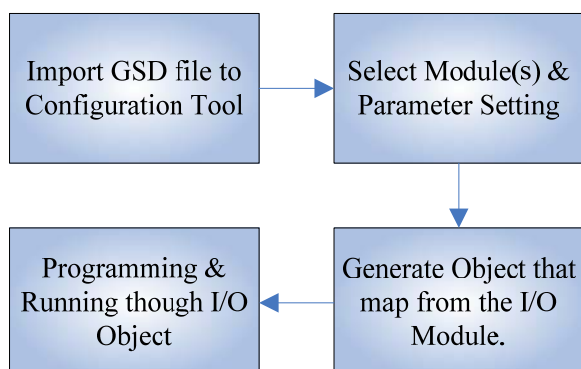 Import GSD file to
Configuration Tool
Select Module(s) &
Parameter Setting
Generate Object that
map from the I/O
Module.
Programming &
Running though I/O
Object